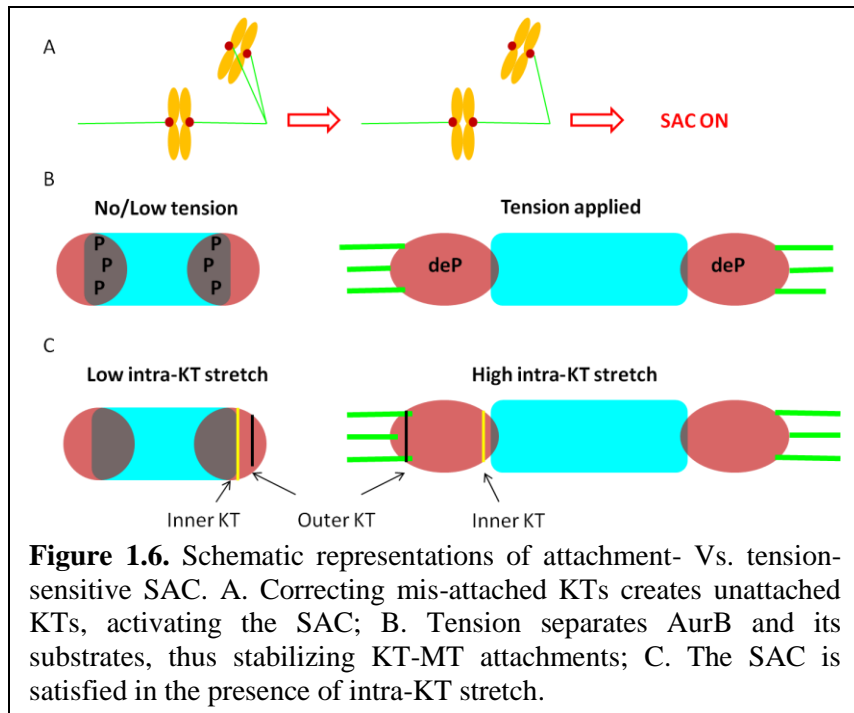 A
SAC ON
B
No/Low tension
Tension applied
P P
P P
P P
deP deP
C
Low intra-KT stretch
High intra-KT stretch
Inner KT Outer KT Inner KT
Figure 1.6. Schematic representations of attachment- Vs. tension-
sensitive SAC. A. Correcting mis-attached KTs creates unattached
KTs, activating the SAC; B. Tension separates AurB and its
substrates, thus stabilizing KT-MT attachments; C. The SAC is
satisfied in the presence of intra-KT stretch.